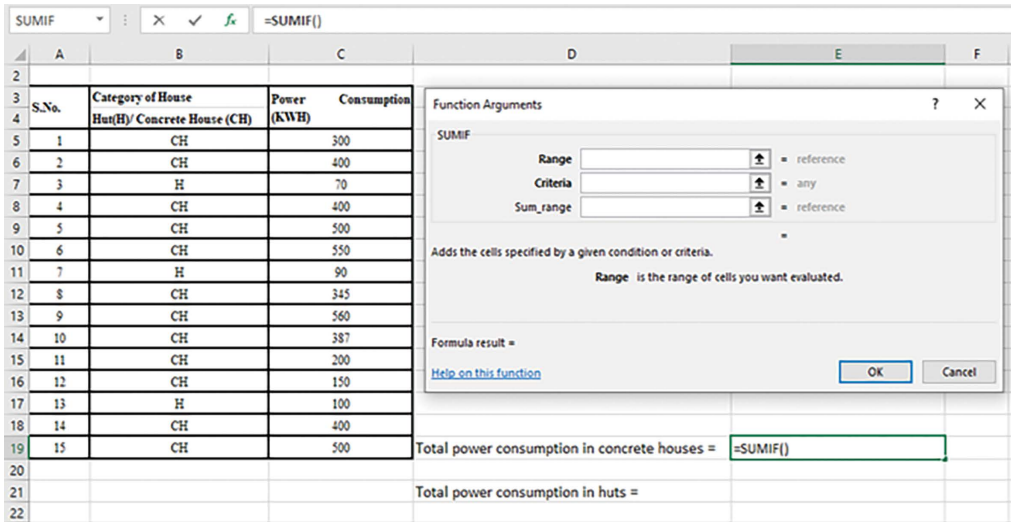 SUMIF
=SUMIF()
A B C D E F
2
3 S.No. Category of House Power Consumption
4 Hut(H)/ Concrete House (CH) (KWH)
5 1 CH 300
6 2 CH 400
7 3 H 70
8 4 CH 400
9 5 CH 500
10 6 CH 550
11 7 H 90
12 8 CH 345
13 9 CH 560
14 10 CH 387
15 11 CH 200
16 12 CH 150
17 13 H 100
18 14 CH 400
19 15 CH 500 Total power consumption in concrete houses = =SUMIF()
20
21 Total power consumption in huts =
22
Function Arguments ?
SUMIF
Range = reference
Criteria = any
Sum_range = reference
=
Adds the cells specified by a given condition or criteria.
Range is the range of cells you want evaluated.
Formula result =
Help on this function OK Cancel